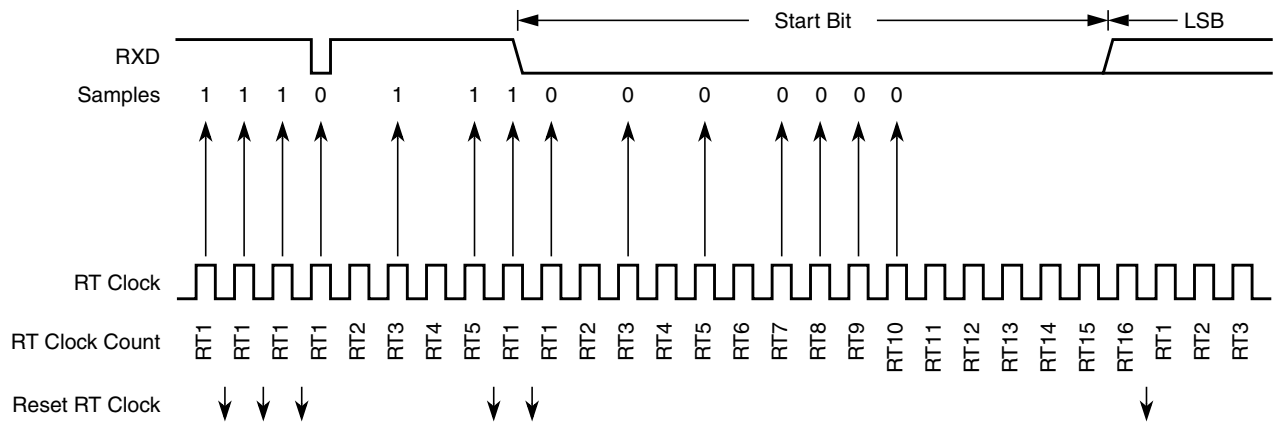 Start Bit LSB
RXD
Samples 1 1 1 0 1 1 1 0 0 0 0 0 0 0
RT Clock
RT Clock Count RT1 RT1 RT1 RT1 RT2 RT3 RT4 RT5 RT1 RT1 RT2 RT3 RT4 RT5 RT6 RT7 RT8 RT9 RT10 RT11 RT12 RT13 RT14 RT15 RT16 RT1 RT2 RT3
Reset RT Clock